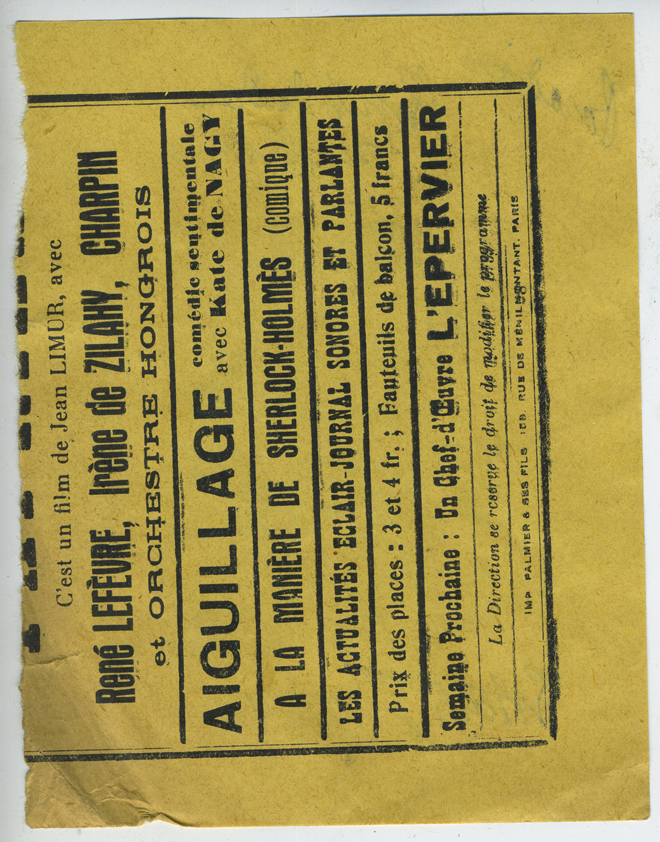 C'est un film de Jean LIMUR, avec
René LEFÈVRE, Irène de ZILAHY, CHARPIN
et ORCHESTRE HONGROIS
AIGUILLAGE comédie sentimentale
avec Kate de NAGY
A LA MANIÈRE DE SHERLOCK-HOLMÈS (comique)
LES ACTUALITÉS ECLAIR-JOURNAL SONORES ET PARLANTES
Prix des places : 3 et 4 fr. ; Fauteuils de balcon, 5 francs
Semaine Prochaine : Un Chef-d'Œuvre L'EPERVIER
La Direction se reserve le droit de modifier le programme
IMP PALMIER & SES FILS RUE DE MÉNILMONTANT. PARIS